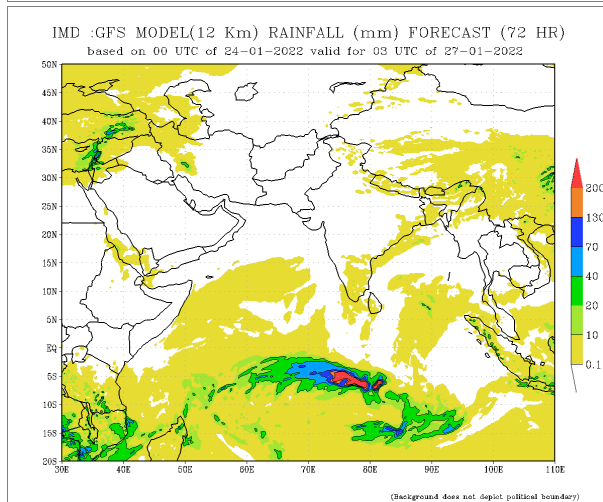 IMD :GFS MODEL(12 Km) RAINFALL (mm) FORECAST (72 HR)
based on 00 UTC of 24-01-2022 valid for 03 UTC of 27-01-2022
50N
45N
40N
35N
30N
25N
20N
15N
10N
5N
EQ
5S
10S
15S
20S
30E 40E 50E 60E 70E 80E 90E 100E 110E
200
130
70
40
20
10
0.1
(Background does not depict political boundary)